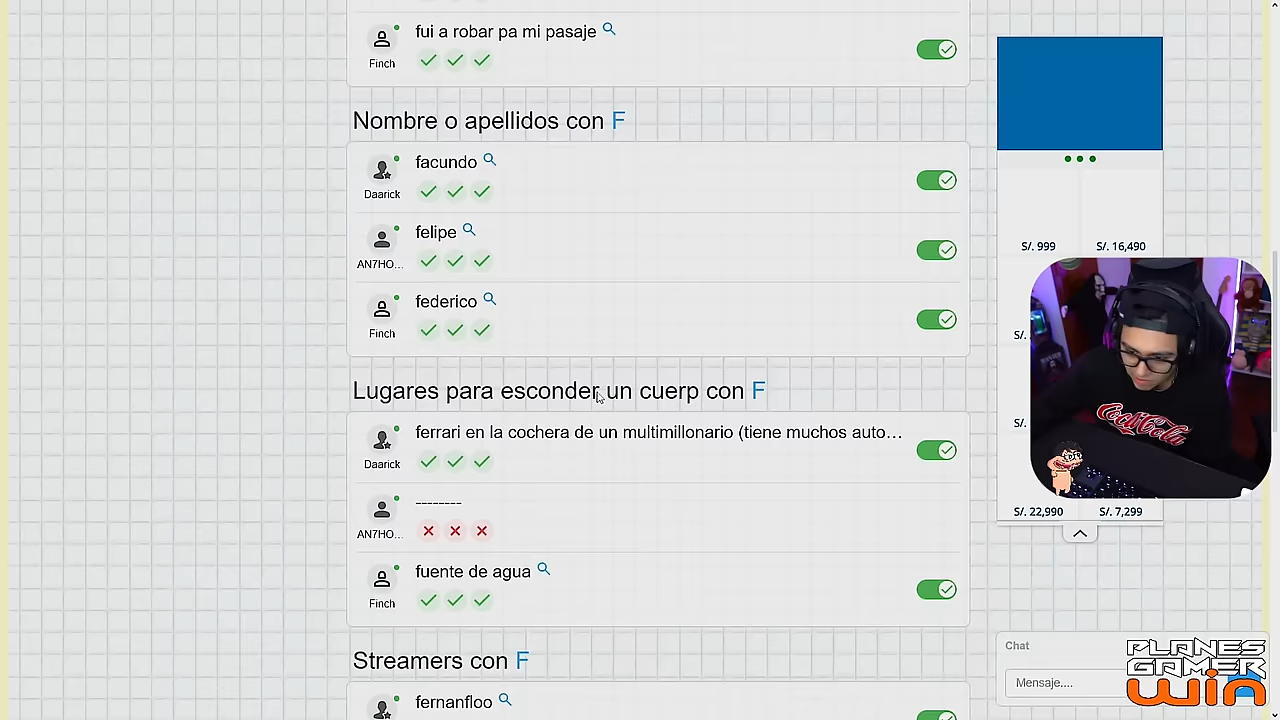 fui a robar pa mi pasaje
Finch
Nombre o apellidos con F
facundo
Daarick
felipe
AN7HO...
federico
Finch
Lugares para esconder un cuerp con F
ferrari en la cochera de un multimillonario (tiene muchos auto...
Daarick
--------
AN7HO...
fuente de agua
Finch
Streamers con F
fernanfloo
S/. 999 S/. 16,490
S/.
S/.
S/. 22,990 S/. 7,299
Coca-Cola
Chat
Mensaje....
PLANES
GAMER
win